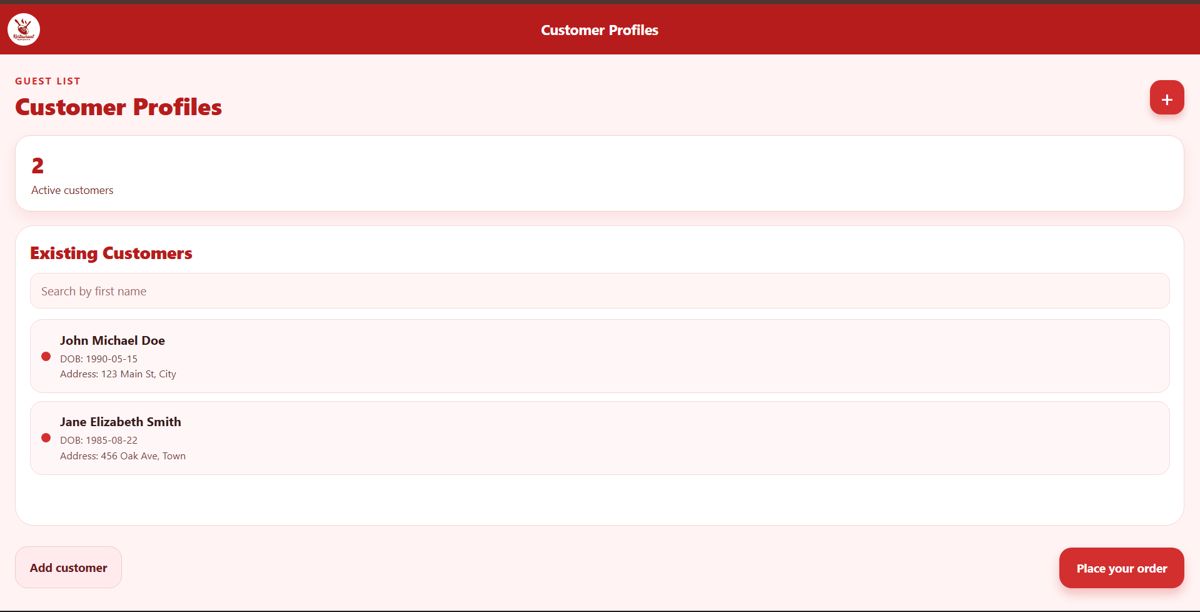 Restaurant
Customer Profiles
GUEST LIST
Customer Profiles
+
2
Active customers
Existing Customers
Search by first name
John Michael Doe
DOB: 1990-05-15
Address: 123 Main St, City
Jane Elizabeth Smith
DOB: 1985-08-22
Address: 456 Oak Ave, Town
Add customer
Place your order